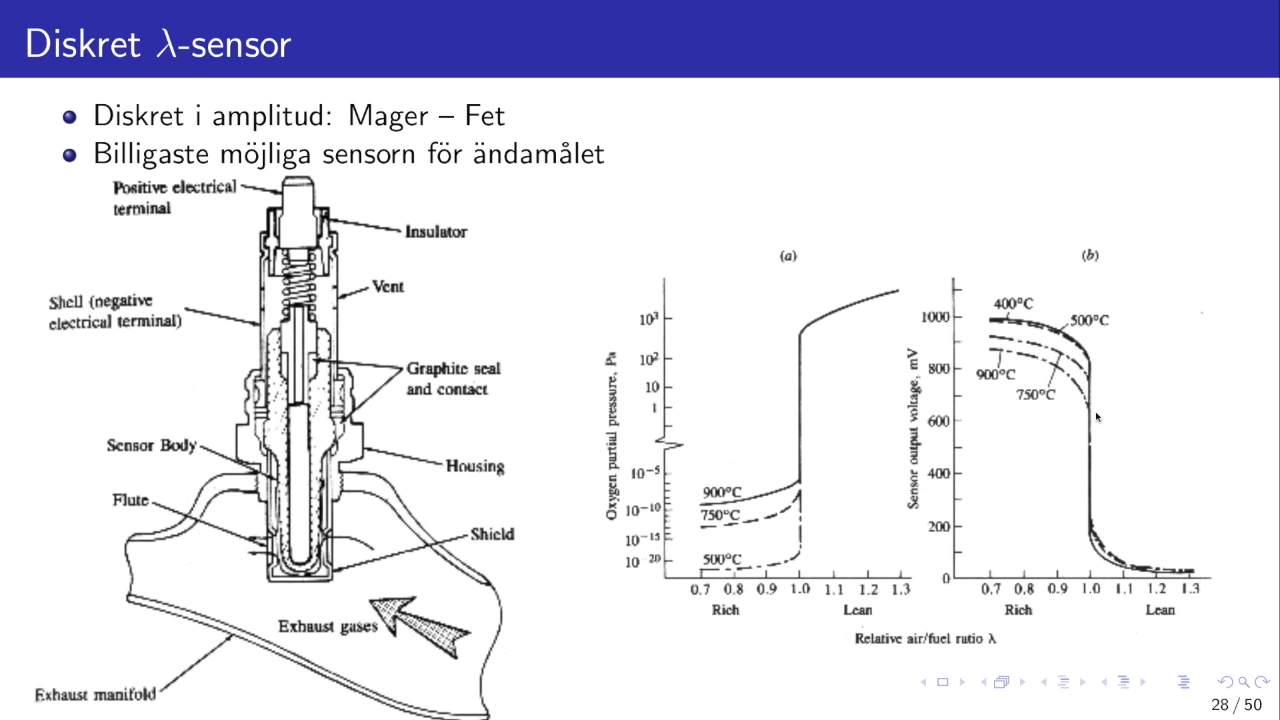 Diskret λ-sensor
Diskret i amplitud: Mager – Fet
Billigaste möjliga sensorn för ändamålet
Positive electrical
terminal
Insulator
Vent
Shell (negative
electrical terminal)
Graphite seal
and contact
Sensor Body
Housing
Flute
Shield
Exhaust gases
Exhaust manifold
(a)
Oxygen partial pressure, Pa
10³
10²
10
1
10⁻⁵
10⁻¹⁰
10⁻¹⁵
10⁻²⁰
900°C
750°C
500°C
0.7 0.8 0.9 1.0 1.1 1.2 1.3
Rich Lean
(b)
Sensor output voltage, mV
1000
800
600
400
200
0
400°C
500°C
900°C
750°C
0.7 0.8 0.9 1.0 1.1 1.2 1.3
Rich Lean
Relative air/fuel ratio λ
28 / 50